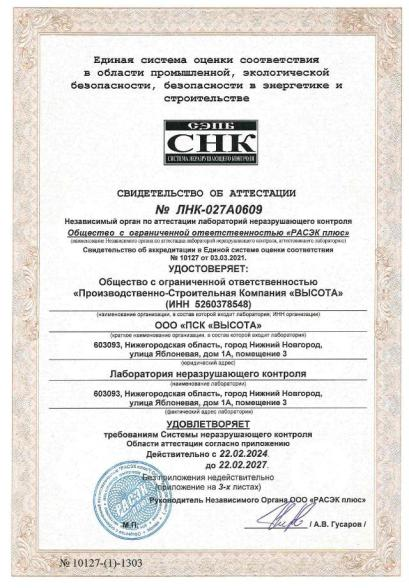 Единая система оценки соответствия
в области промышленной, экологической
безопасности, безопасности в энергетике и
строительстве
СЭПБ
СНК
СИСТЕМА НЕРАЗРУШАЮЩЕГО КОНТРОЛЯ
СВИДЕТЕЛЬСТВО ОБ АТТЕСТАЦИИ
№ ЛНК-027А0609
Независимый орган по аттестации лабораторий неразрушающего контроля
Общество с ограниченной ответственностью «РАСЭК плюс»
(наименование Независимого органа по аттестации лабораторий неразрушающего контроля, аттестовавшего лабораторию)
Свидетельство об аккредитации в Единой системе оценки соответствия
№ 10127 от 03.03.2021.
УДОСТОВЕРЯЕТ:
Общество с ограниченной ответственностью
«Производственно-Строительная Компания «ВЫСОТА»
(ИНН 5260378548)
(наименование организации, в состав которой входит лаборатория, ИНН организации)
ООО «ПСК «ВЫСОТА»
(краткое наименование организации, в состав которой входит лаборатория)
603093, Нижегородская область, город Нижний Новгород,
улица Яблоневая, дом 1А, помещение 3
(юридический адрес)
Лаборатория неразрушающего контроля
(наименование лаборатории)
603093, Нижегородская область, город Нижний Новгород,
улица Яблоневая, дом 1А, помещение 3
(фактический адрес лаборатории)
УДОВЛЕТВОРЯЕТ
требованиям Системы неразрушающего контроля
Области аттестации согласно приложению
Действительно с 22.02.2024.
до 22.02.2027.
Без приложения недействительно
(приложение на 3-х листах)
Руководитель Независимого Органа ООО «РАСЭК плюс»
М.П.
/ А.В. Гусаров /
№ 10127-(1)-1303